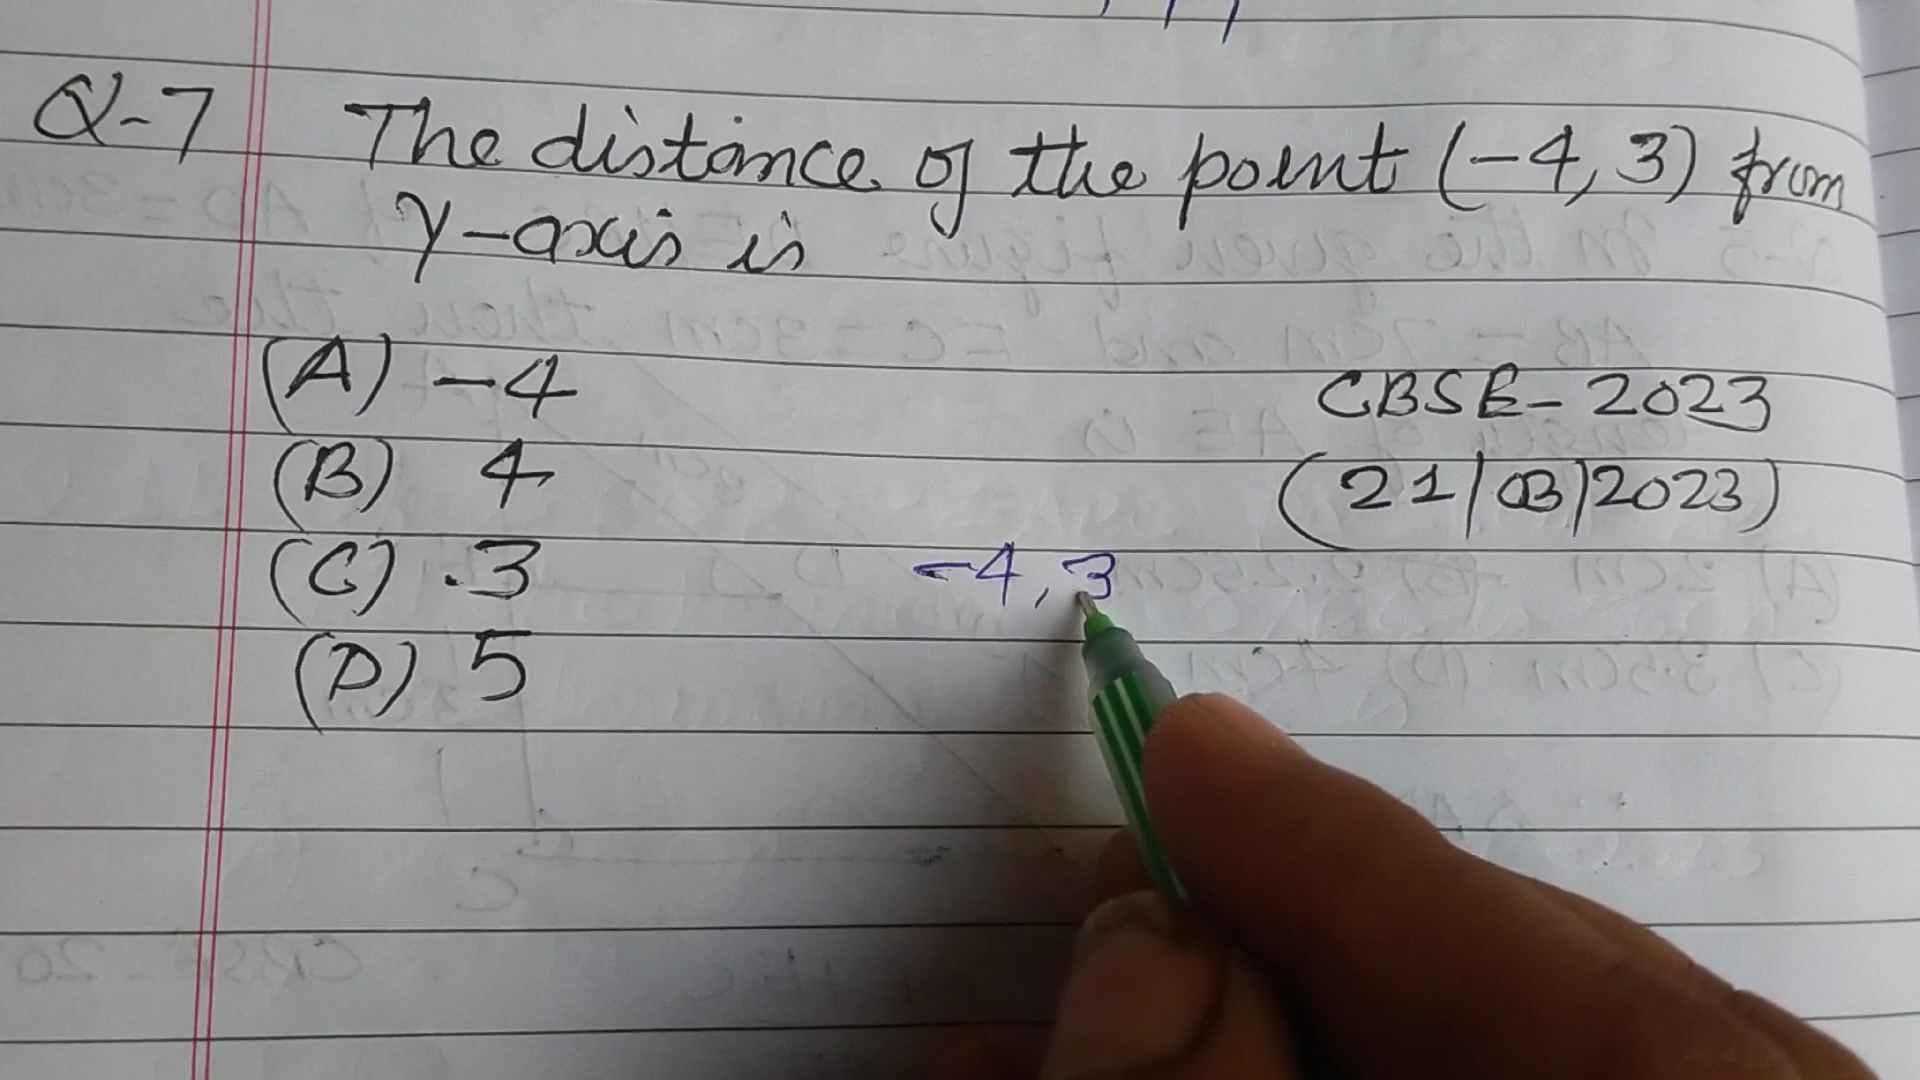 Q-7 The distance of the point (-4, 3) from
Y-axis is
(A) -4
(B) 4
(C) .3
(D) 5
CBSE-2023
(21/03/2023)
-4, 3